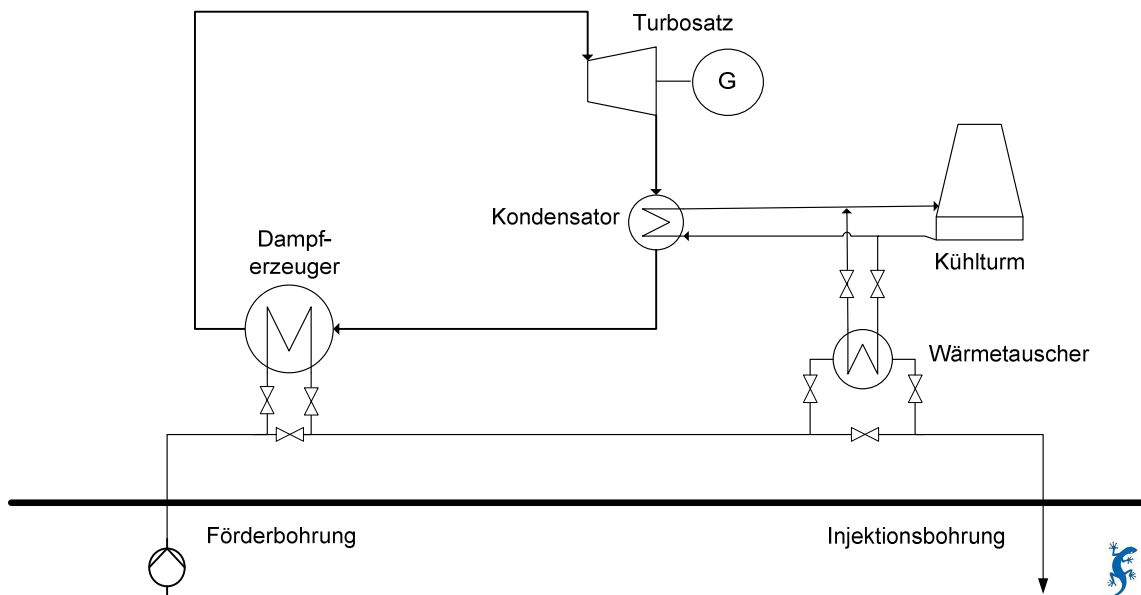 Turbosatz
G
Kondensator
Dampf-
erzeuger
Kühlturm
Wärmetauscher
Förderbohrung
Injektionsbohrung